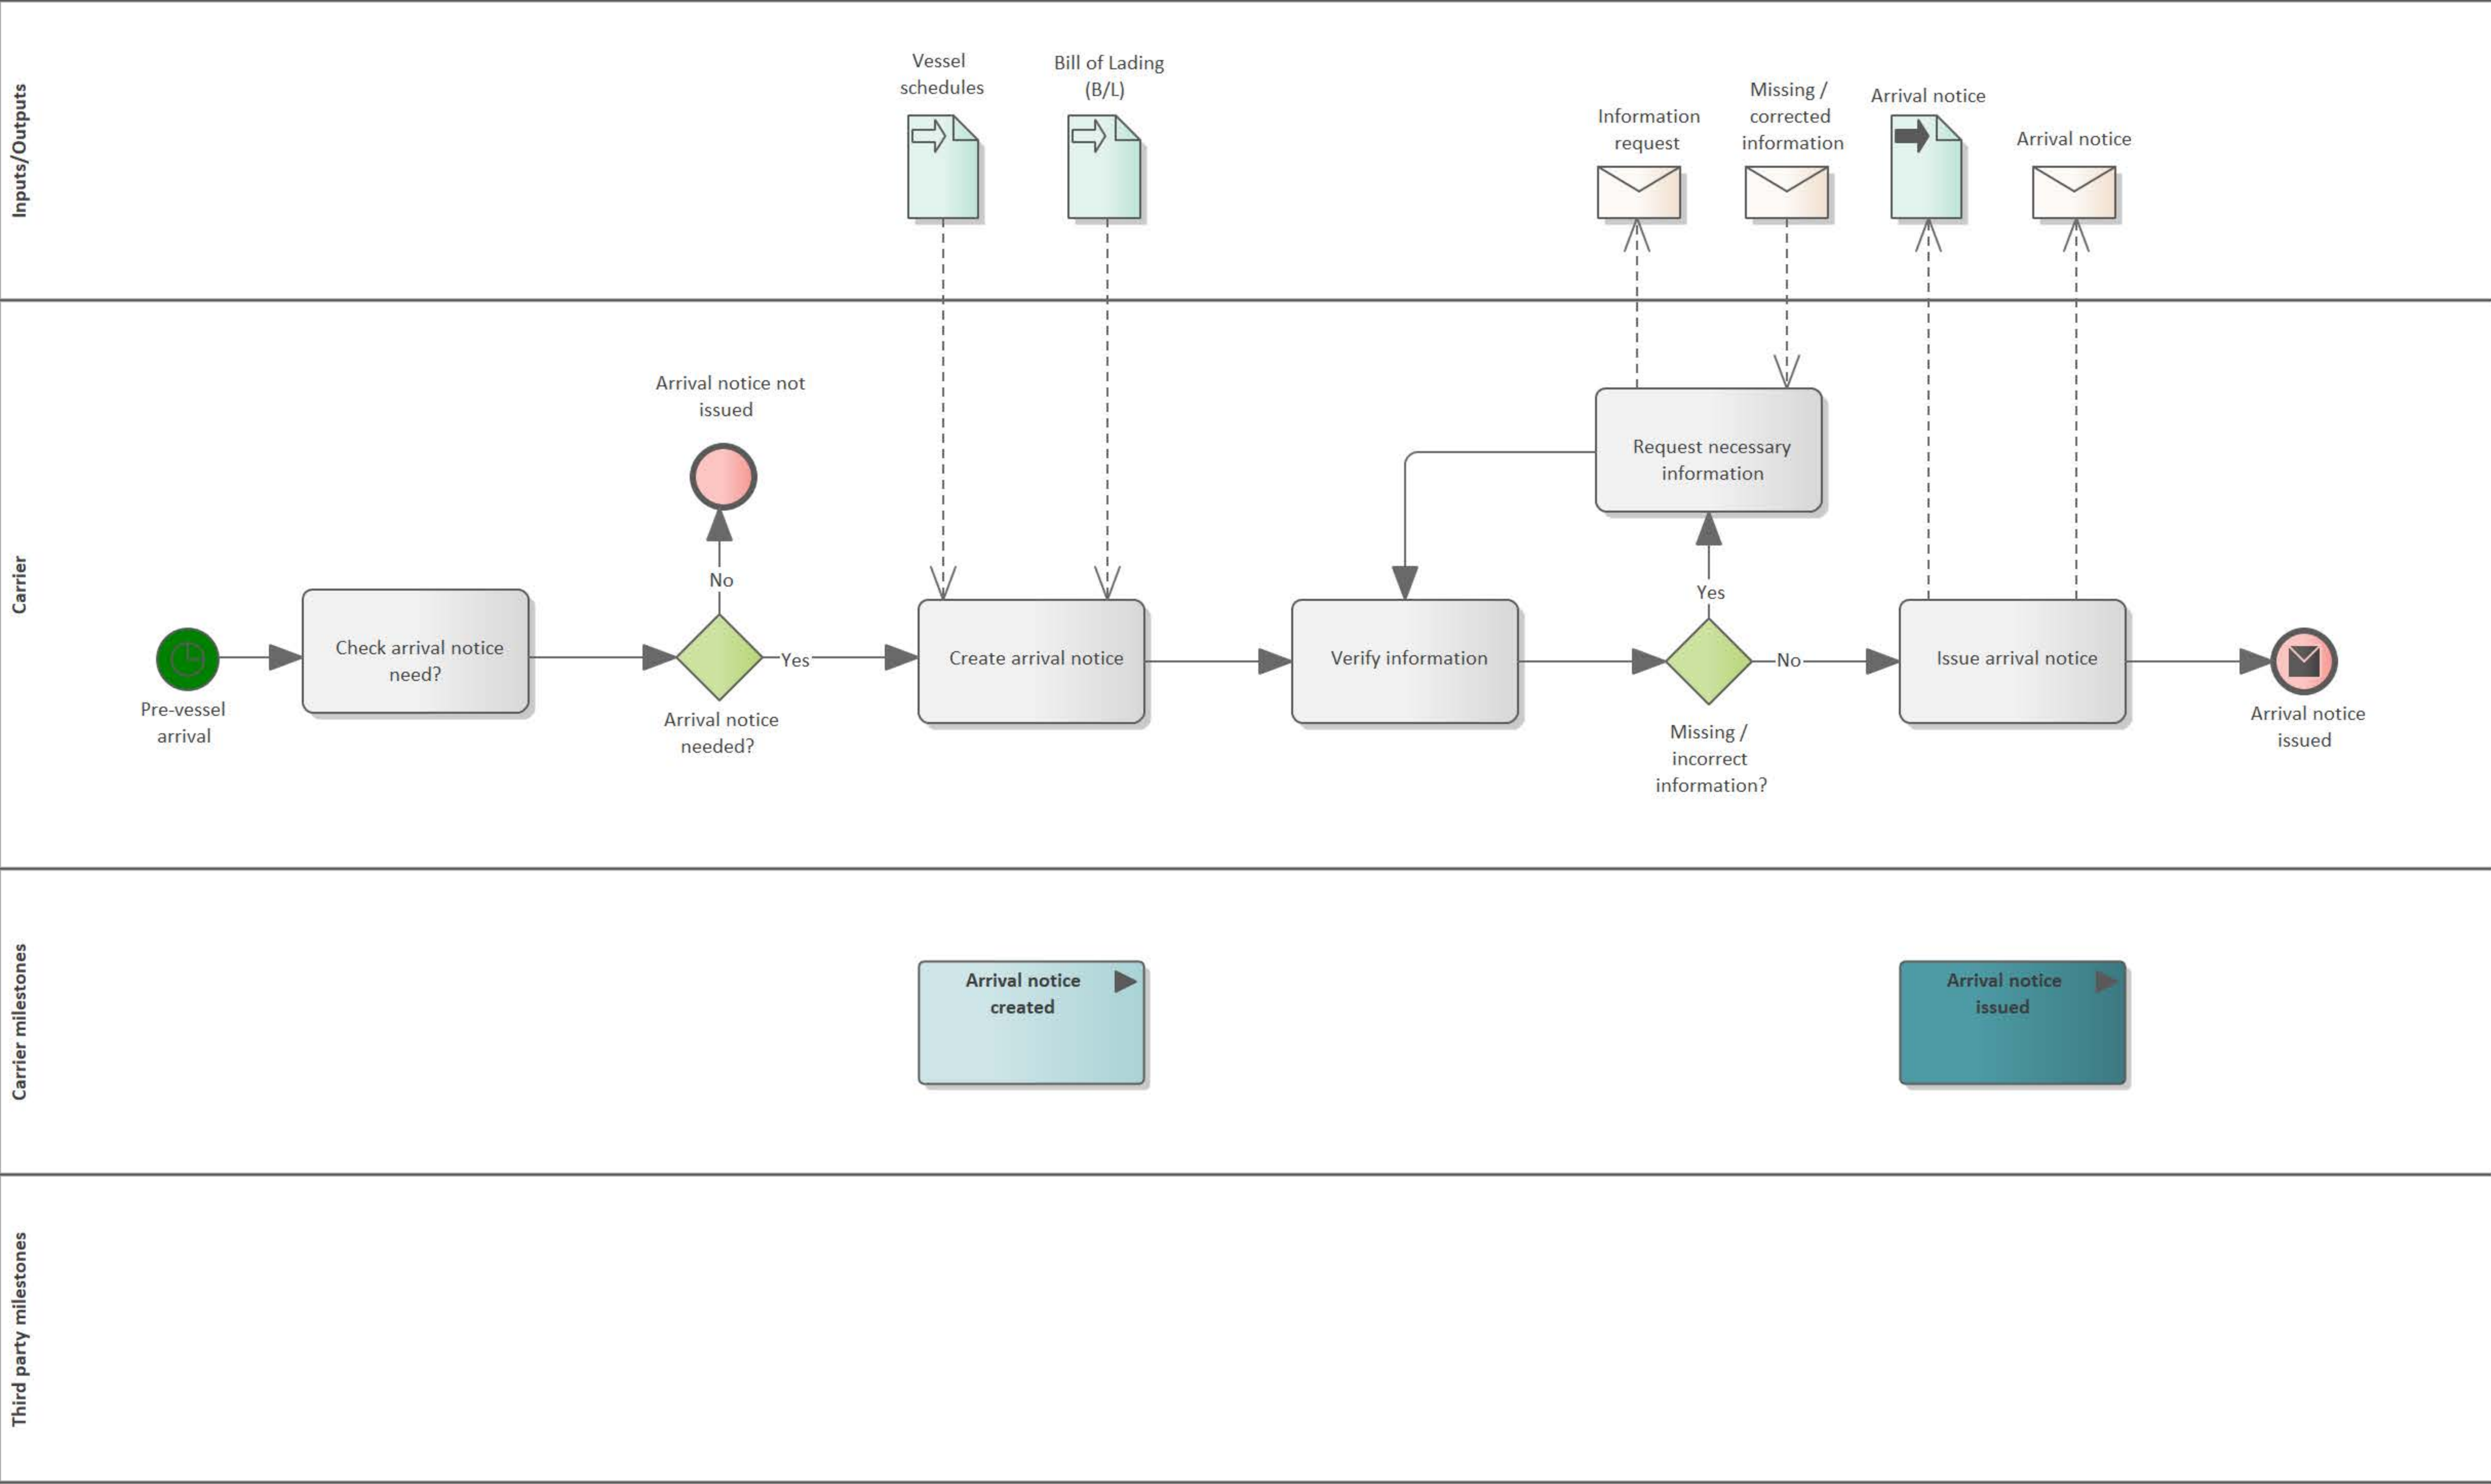 Inputs/Outputs
Vessel
schedules
Bill of Lading
(B/L)
Information
request
Missing /
corrected
information
Arrival notice
Arrival notice
Carrier
Pre-vessel
arrival
Check arrival notice
need?
Arrival notice not
issued
No
Arrival notice
needed?
Yes
Create arrival notice
Verify information
Request necessary
information
Yes
Missing /
incorrect
information?
No
Issue arrival notice
Arrival notice
issued
Carrier milestones
Arrival notice
created
Arrival notice
issued
Third party milestones